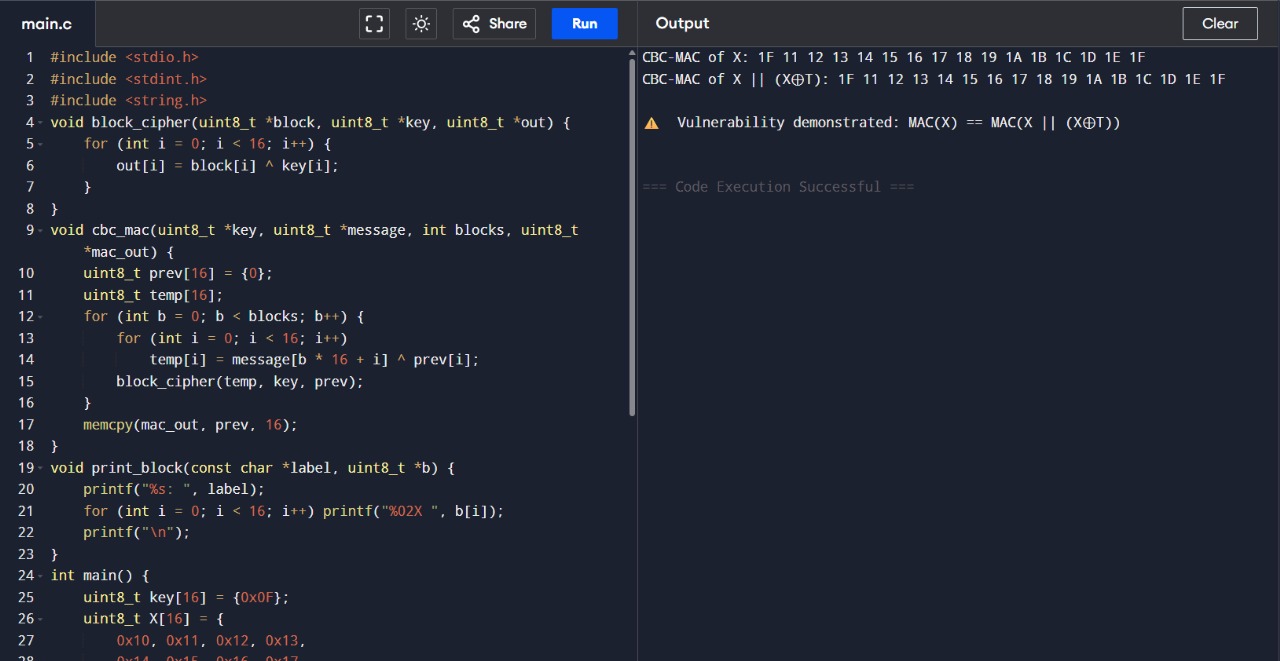 main.c
Share
Run
Output
Clear
1 #include <stdio.h>
2 #include <stdint.h>
3 #include <string.h>
4 void block_cipher(uint8_t *block, uint8_t *key, uint8_t *out) {
5     for (int i = 0; i < 16; i++) {
6         out[i] = block[i] ^ key[i];
7     }
8 }
9 void cbc_mac(uint8_t *key, uint8_t *message, int blocks, uint8_t
    *mac_out) {
10     uint8_t prev[16] = {0};
11     uint8_t temp[16];
12     for (int b = 0; b < blocks; b++) {
13         for (int i = 0; i < 16; i++)
14             temp[i] = message[b * 16 + i] ^ prev[i];
15         block_cipher(temp, key, prev);
16     }
17     memcpy(mac_out, prev, 16);
18 }
19 void print_block(const char *label, uint8_t *b) {
20     printf("%s: ", label);
21     for (int i = 0; i < 16; i++) printf("%02X ", b[i]);
22     printf("\n");
23 }
24 int main() {
25     uint8_t key[16] = {0x0F};
26     uint8_t X[16] = {
27         0x10, 0x11, 0x12, 0x13,
28         0x14, 0x15, 0x16, 0x17
CBC-MAC of X: 1F 11 12 13 14 15 16 17 18 19 1A 1B 1C 1D 1E 1F
CBC-MAC of X || (X⊕T): 1F 11 12 13 14 15 16 17 18 19 1A 1B 1C 1D 1E 1F
⚠ Vulnerability demonstrated: MAC(X) == MAC(X || (X⊕T))
=== Code Execution Successful ===